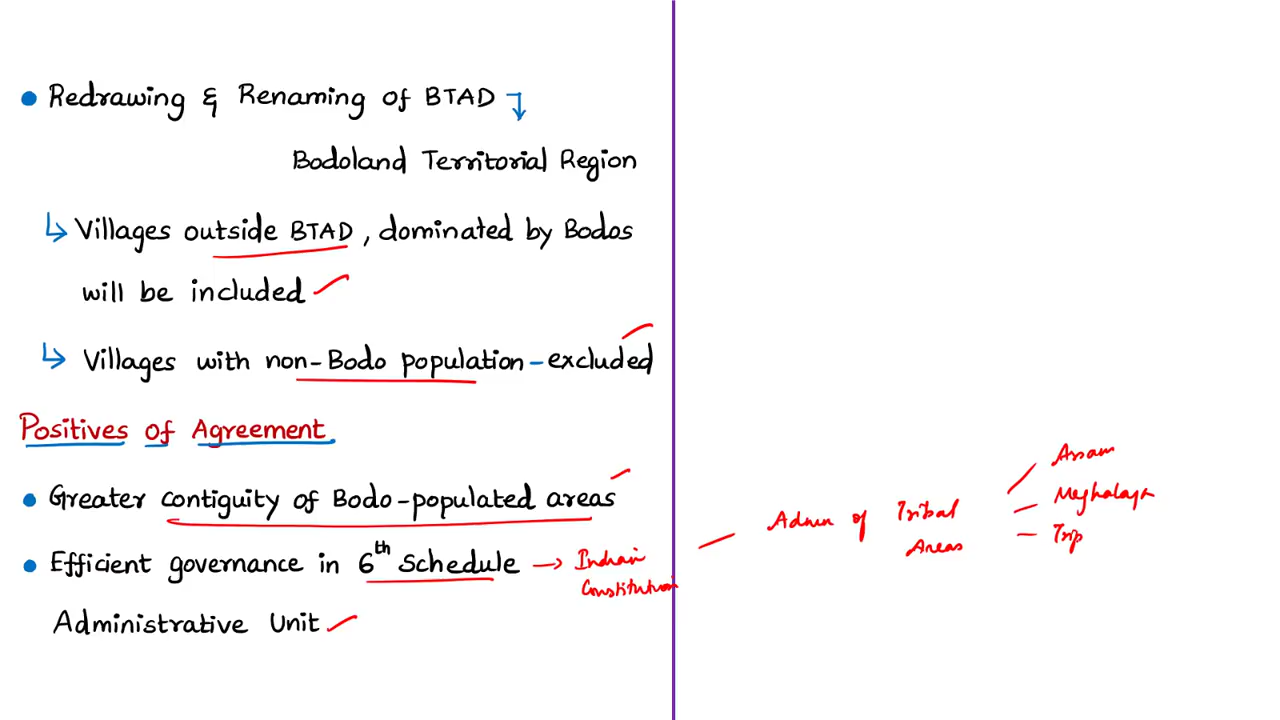 Redrawing & Renaming of BTAD
Bodoland Territorial Region
Villages outside BTAD, dominated by Bodos
will be included
Villages with non-Bodo population - excluded
Positives of Agreement
Greater contiguity of Bodo-populated areas
Efficient governance in 6th Schedule → Indian
Constitution
Administrative Unit
Admn of Tribal
Areas
Assam
Meghalaya
Trip